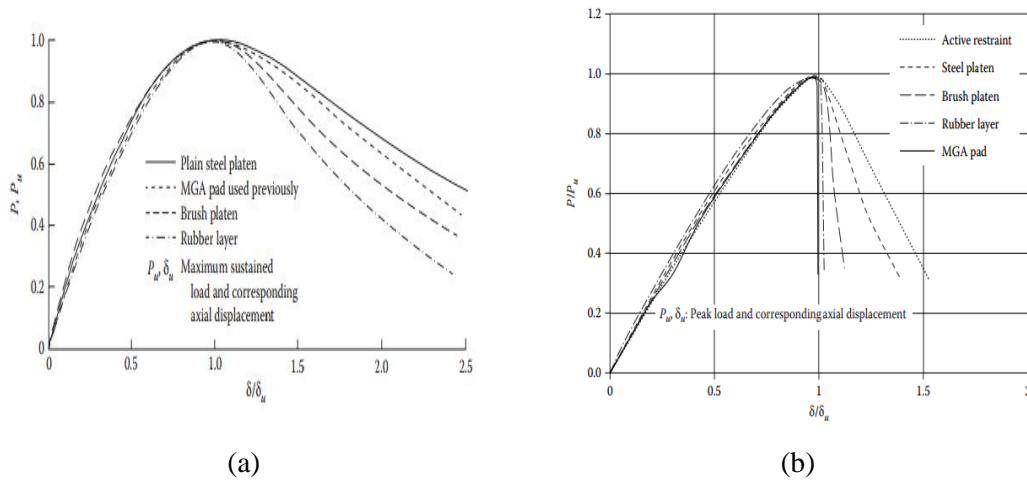 1.0
0.8
0.6
0.4
0.2
0
P, Pᵤ
Plain steel platen
MGA pad used previously
Brush platen
Rubber layer
Pᵤ, δᵤ Maximum sustained
load and corresponding
axial displacement
0 0.5 1.0 1.5 2.0 2.5
δ/δᵤ
(a)
1.2
1.0
0.8
0.6
0.4
0.2
0.0
P/Pᵤ
Active restraint
Steel platen
Brush platen
Rubber layer
MGA pad
Pᵤ, δᵤ: Peak load and corresponding axial displacement
0 0.5 1 1.5 2
δ/δᵤ
(b)